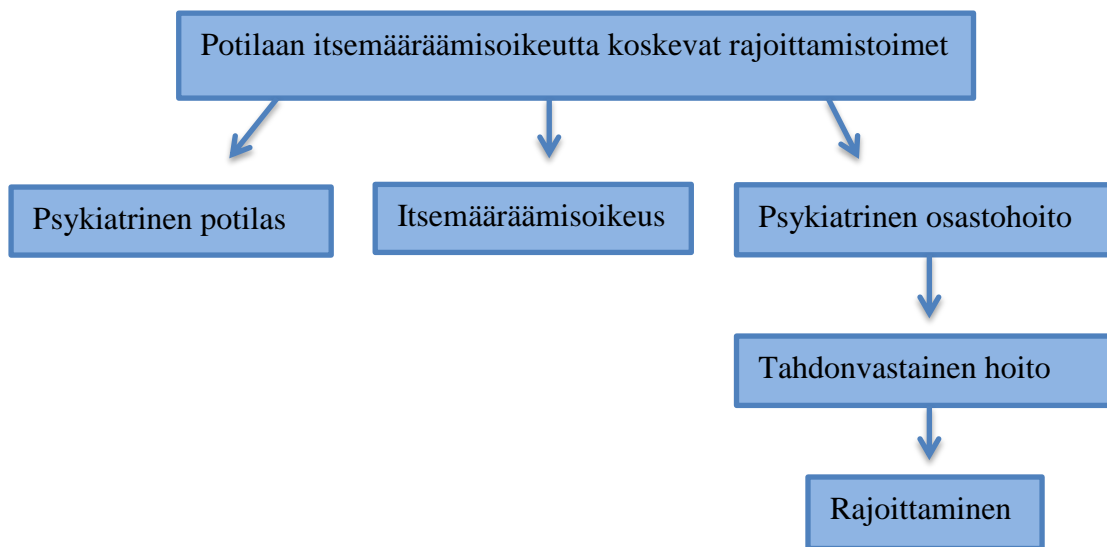 Potilaan itsemääräämisoikeutta koskevat rajoittamistoimet
Psykiatrinen potilas
Itsemääräämisoikeus
Psykiatrinen osastohoito
Tahdonvastainen hoito
Rajoittaminen